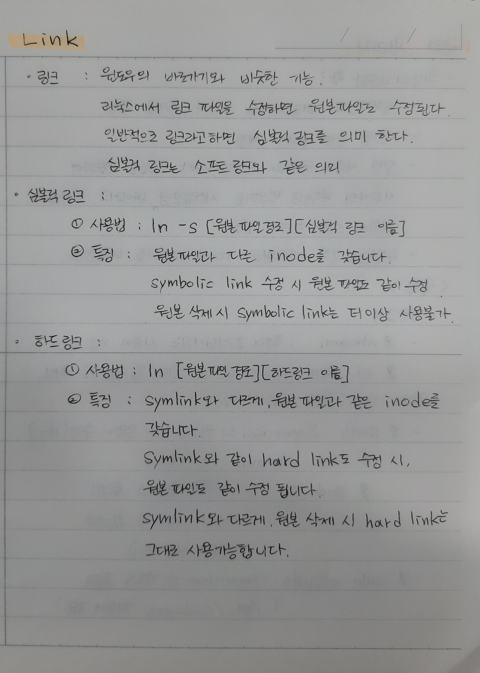 Link
· 링크 : 윈도우의 바로가기와 비슷한 기능.
리눅스에서 링크 파일을 수정하면 원본파일도 수정된다.
일반적으로 링크라고하면 심볼릭 링크를 의미 한다.
심볼릭 링크는 소프트 링크와 같은 의미
· 심볼릭 링크 :
① 사용법 : ln -s [원본파일경로][심볼릭 링크 이름]
② 특징 : 원본파일과 다른 inode를 갖습니다.
symbolic link 수정 시 원본 파일도 같이 수정
원본 삭제 시 symbolic link는 더이상 사용불가.
· 하드링크 :
① 사용법 : ln [원본파일 경로][하드링크 이름]
② 특징 : symlink와 다르게, 원본 파일과 같은 inode를
갖습니다.
symlink와 같이 hard link도 수정 시,
원본파일도 같이 수정 됩니다.
symlink와 다르게, 원본 삭제 시 hard link는
그대로 사용가능합니다.